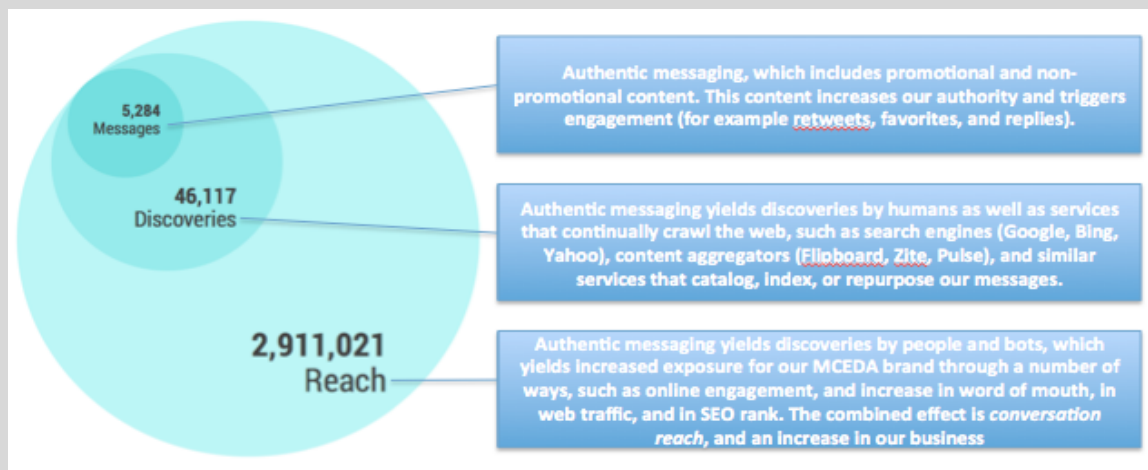 5,284
Messages
46,117
Discoveries
2,911,021
Reach
Authentic messaging, which includes promotional and non-
promotional content. This content increases our authority and triggers
engagement (for example retweets, favorites, and replies).
Authentic messaging yields discoveries by humans as well as services
that continually crawl the web, such as search engines (Google, Bing,
Yahoo), content aggregators (Flipboard, Zite, Pulse), and similar
services that catalog, index, or repurpose our messages.
Authentic messaging yields discoveries by people and bots, which
yields increased exposure for our MCEDA brand through a number of
ways, such as online engagement, and increase in word of mouth, in
web traffic, and in SEO rank. The combined effect is conversation
reach, and an increase in our business